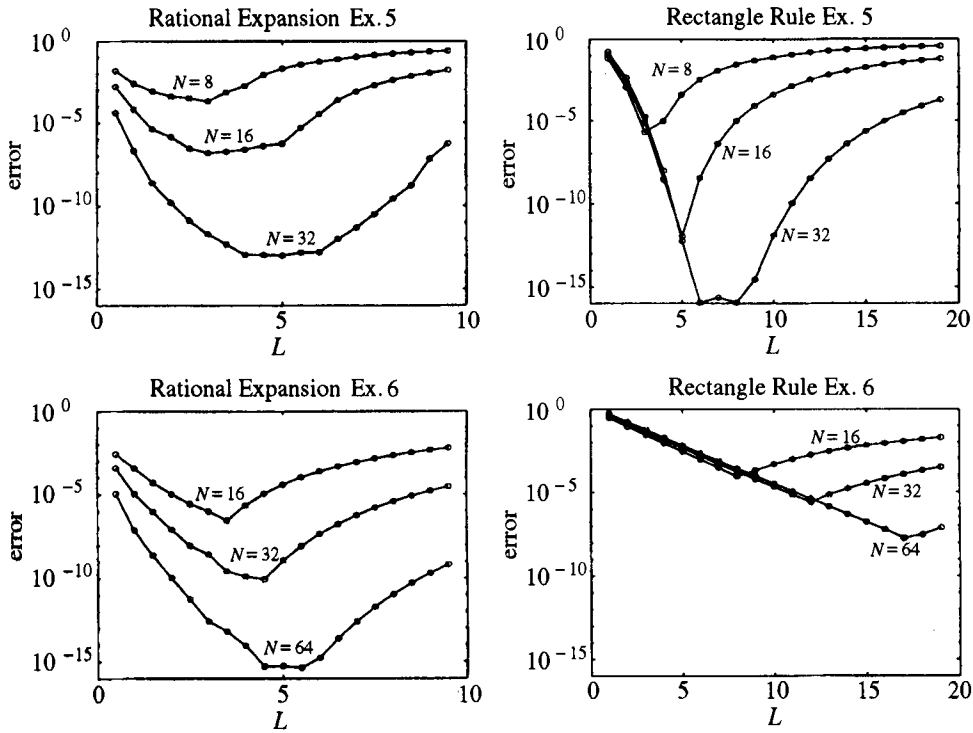 Rational Expansion Ex. 5
10^0
10^-5
10^-10
10^-15
error
N=8
N=16
N=32
0
5
10
L
Rectangle Rule Ex. 5
10^0
10^-5
10^-10
10^-15
error
N=8
N=16
N=32
0
5
10
15
20
L
Rational Expansion Ex. 6
10^0
10^-5
10^-10
10^-15
error
N=16
N=32
N=64
0
5
10
L
Rectangle Rule Ex. 6
10^0
10^-5
10^-10
10^-15
error
N=16
N=32
N=64
0
5
10
15
20
L